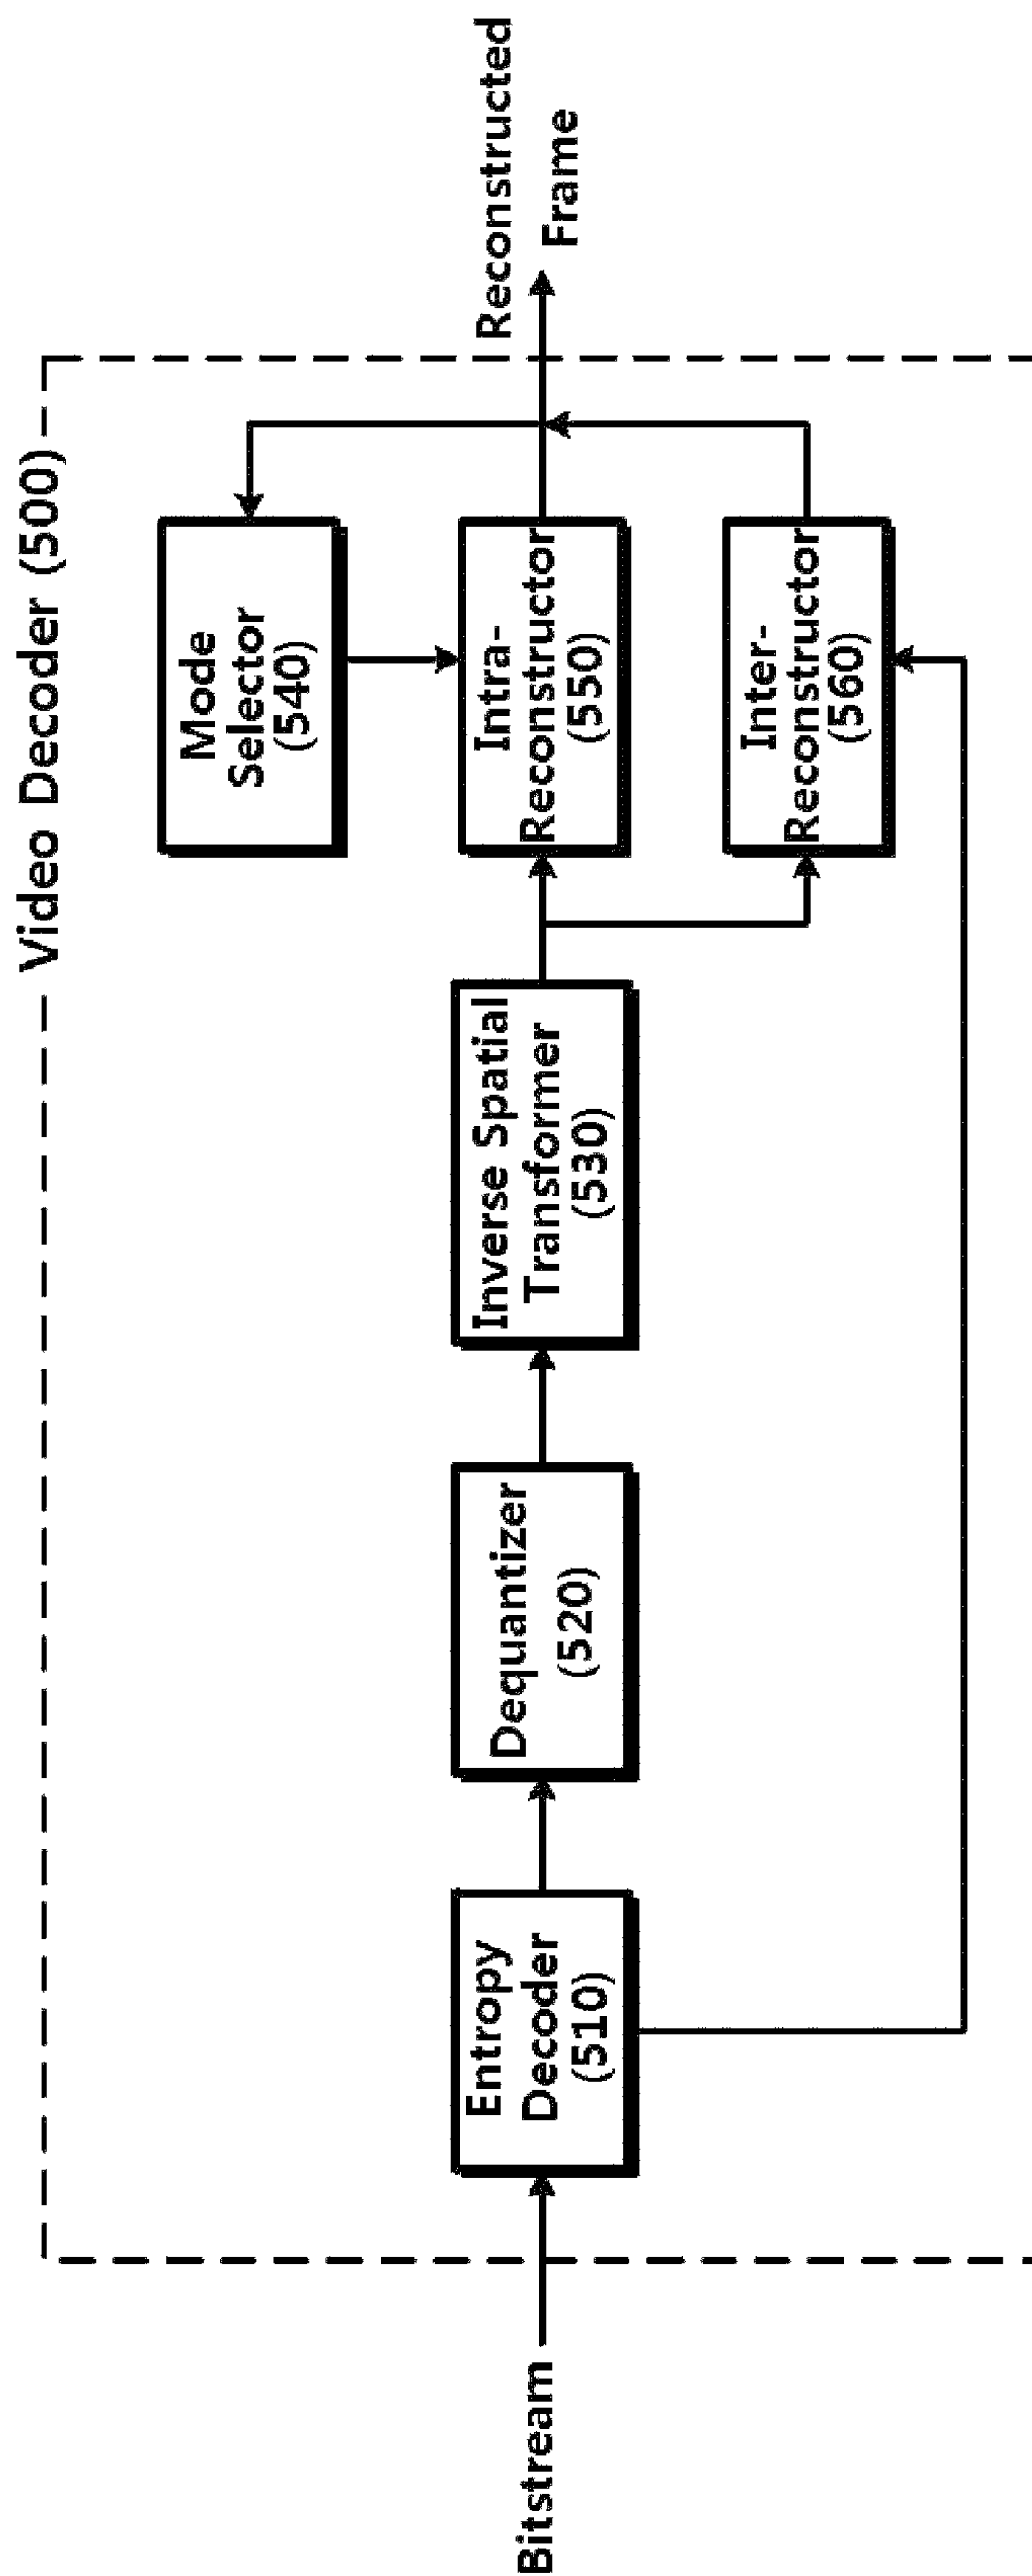 Video Decoder (500)
Bitstream
Entropy
Decoder
(510)
Dequantizer
(520)
Inverse Spatial
Transformer
(530)
Mode
Selector
(540)
Intra-
Reconstructor
(550)
Inter-
Reconstructor
(560)
Reconstructed
Frame